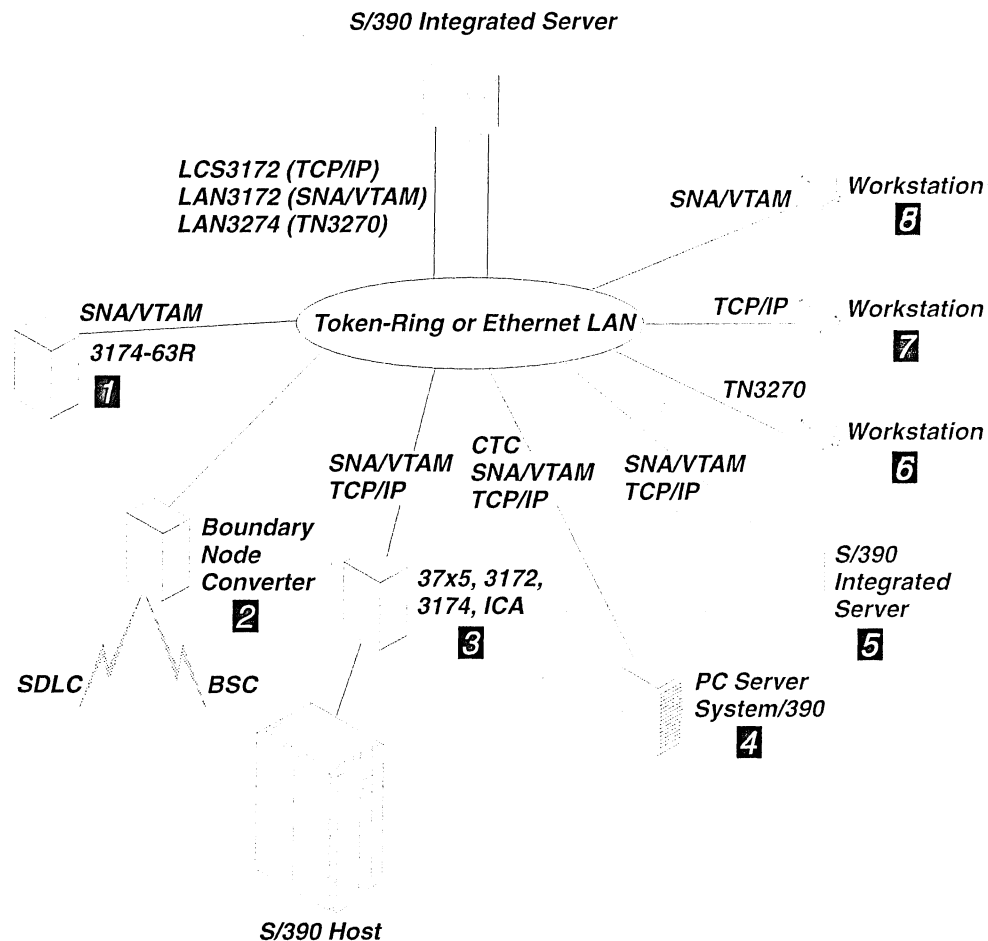 S/390 Integrated Server
LCS3172 (TCP/IP)
LAN3172 (SNA/VTAM)
LAN3274 (TN3270)
SNA/VTAM
Workstation
8
SNA/VTAM
3174-63R
1
Token-Ring or Ethernet LAN
TCP/IP
Workstation
7
TN3270
Workstation
6
SNA/VTAM
TCP/IP
CTC
SNA/VTAM
TCP/IP
SNA/VTAM
TCP/IP
Boundary
Node
Converter
2
37x5, 3172,
3174, ICA
3
S/390
Integrated
Server
5
SDLC
BSC
PC Server
System/390
4
S/390 Host